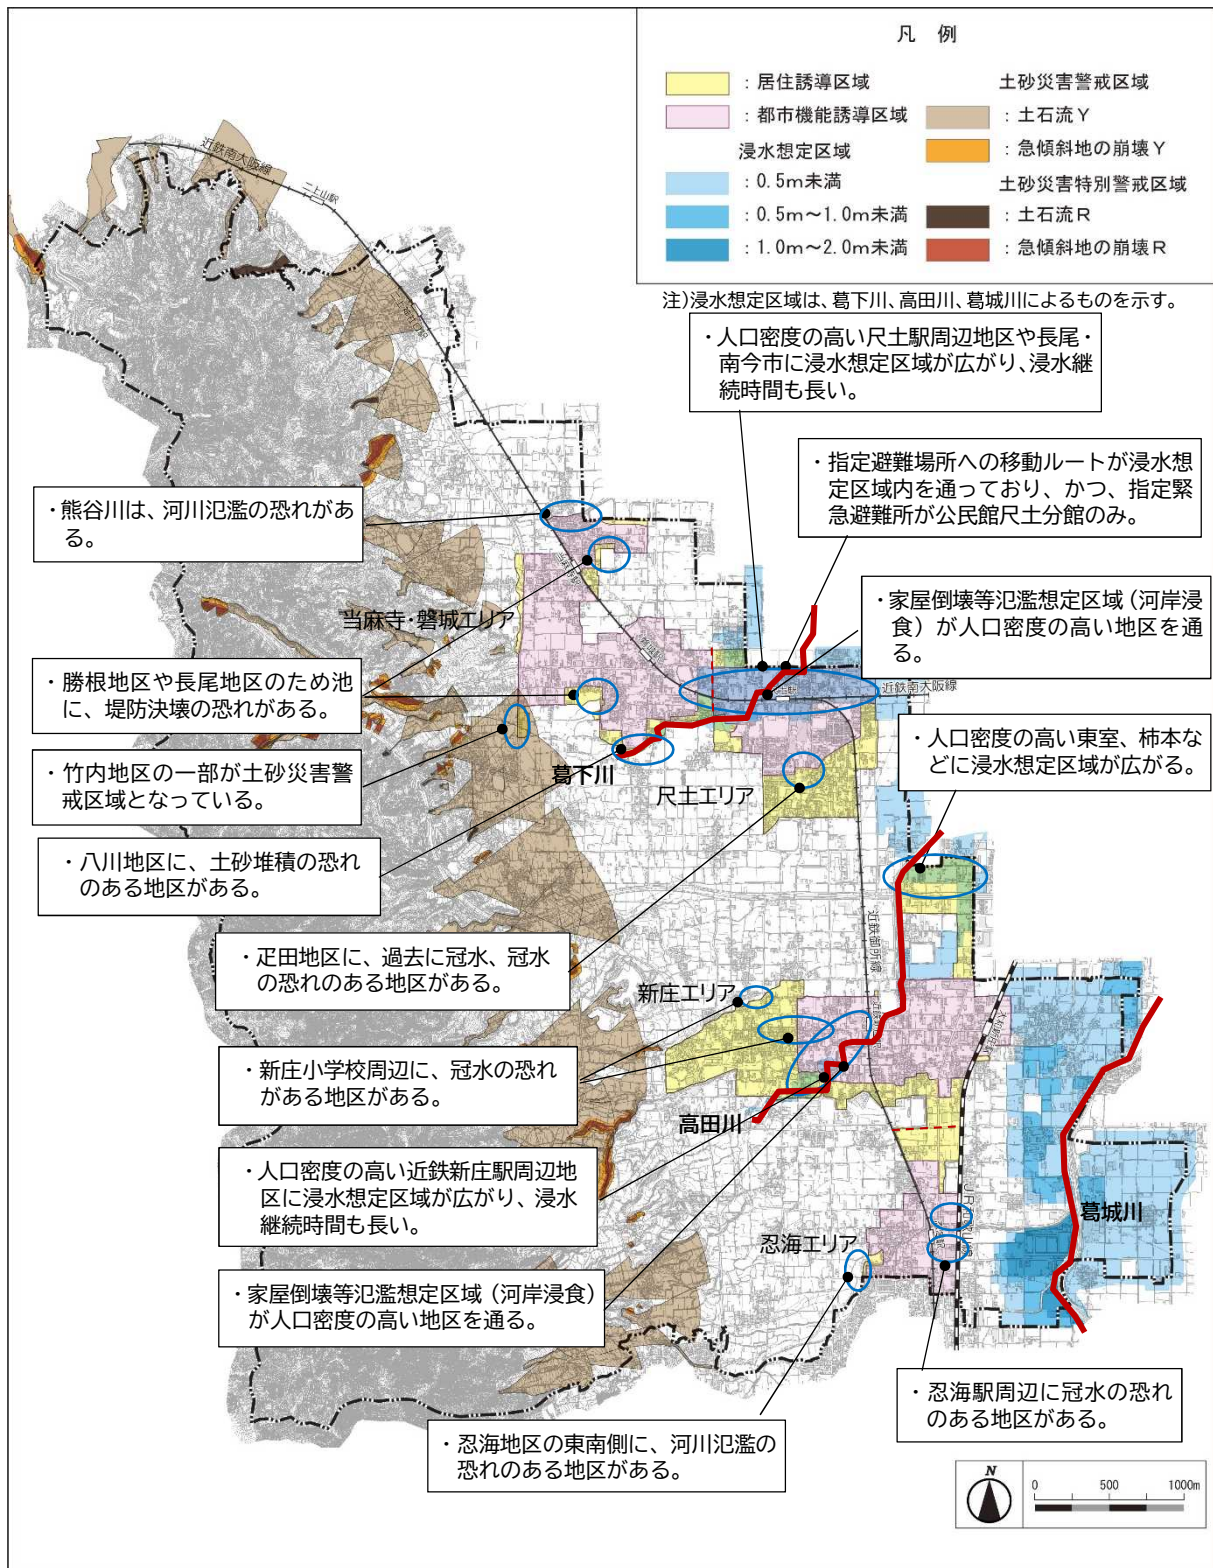 凡 例
：居住誘導区域
：都市機能誘導区域
浸水想定区域
：0.5m未満
：0.5m～1.0m未満
：1.0m～2.0m未満
土砂災害警戒区域
：土石流Y
：急傾斜地の崩壊Y
土砂災害特別警戒区域
：土石流R
：急傾斜地の崩壊R
注)浸水想定区域は、葛下川、高田川、葛城川によるものを示す。
近鉄南大阪線
二上山駅
・人口密度の高い尺土駅周辺地区や長尾・
南今市に浸水想定区域が広がり、浸水継
続時間も長い。
・指定避難場所への移動ルートが浸水想
定区域内を通っており、かつ、指定緊
急避難所が公民館尺土分館のみ。
・熊谷川は、河川氾濫の恐れがあ
る。
・家屋倒壊等氾濫想定区域（河岸浸
食）が人口密度の高い地区を通
る。
当麻寺・磐城エリア
・勝根地区や長尾地区のため池
に、堤防決壊の恐れがある。
近鉄南大阪線
・人口密度の高い東室、柿本な
どに浸水想定区域が広がる。
・竹内地区の一部が土砂災害警
戒区域となっている。
葛下川
尺土エリア
・八川地区に、土砂堆積の恐れ
のある地区がある。
近鉄御所線
・疋田地区に、過去に冠水、冠水
の恐れのある地区がある。
新庄エリア
・新庄小学校周辺に、冠水の恐れ
がある地区がある。
高田川
・人口密度の高い近鉄新庄駅周辺地
区に浸水想定区域が広がり、浸水
継続時間も長い。
葛城川
忍海エリア
・家屋倒壊等氾濫想定区域（河岸浸食）
が人口密度の高い地区を通る。
・忍海駅周辺に冠水の恐れ
のある地区がある。
・忍海地区の東南側に、河川氾濫の
恐れのある地区がある。
N
0 500 1000m